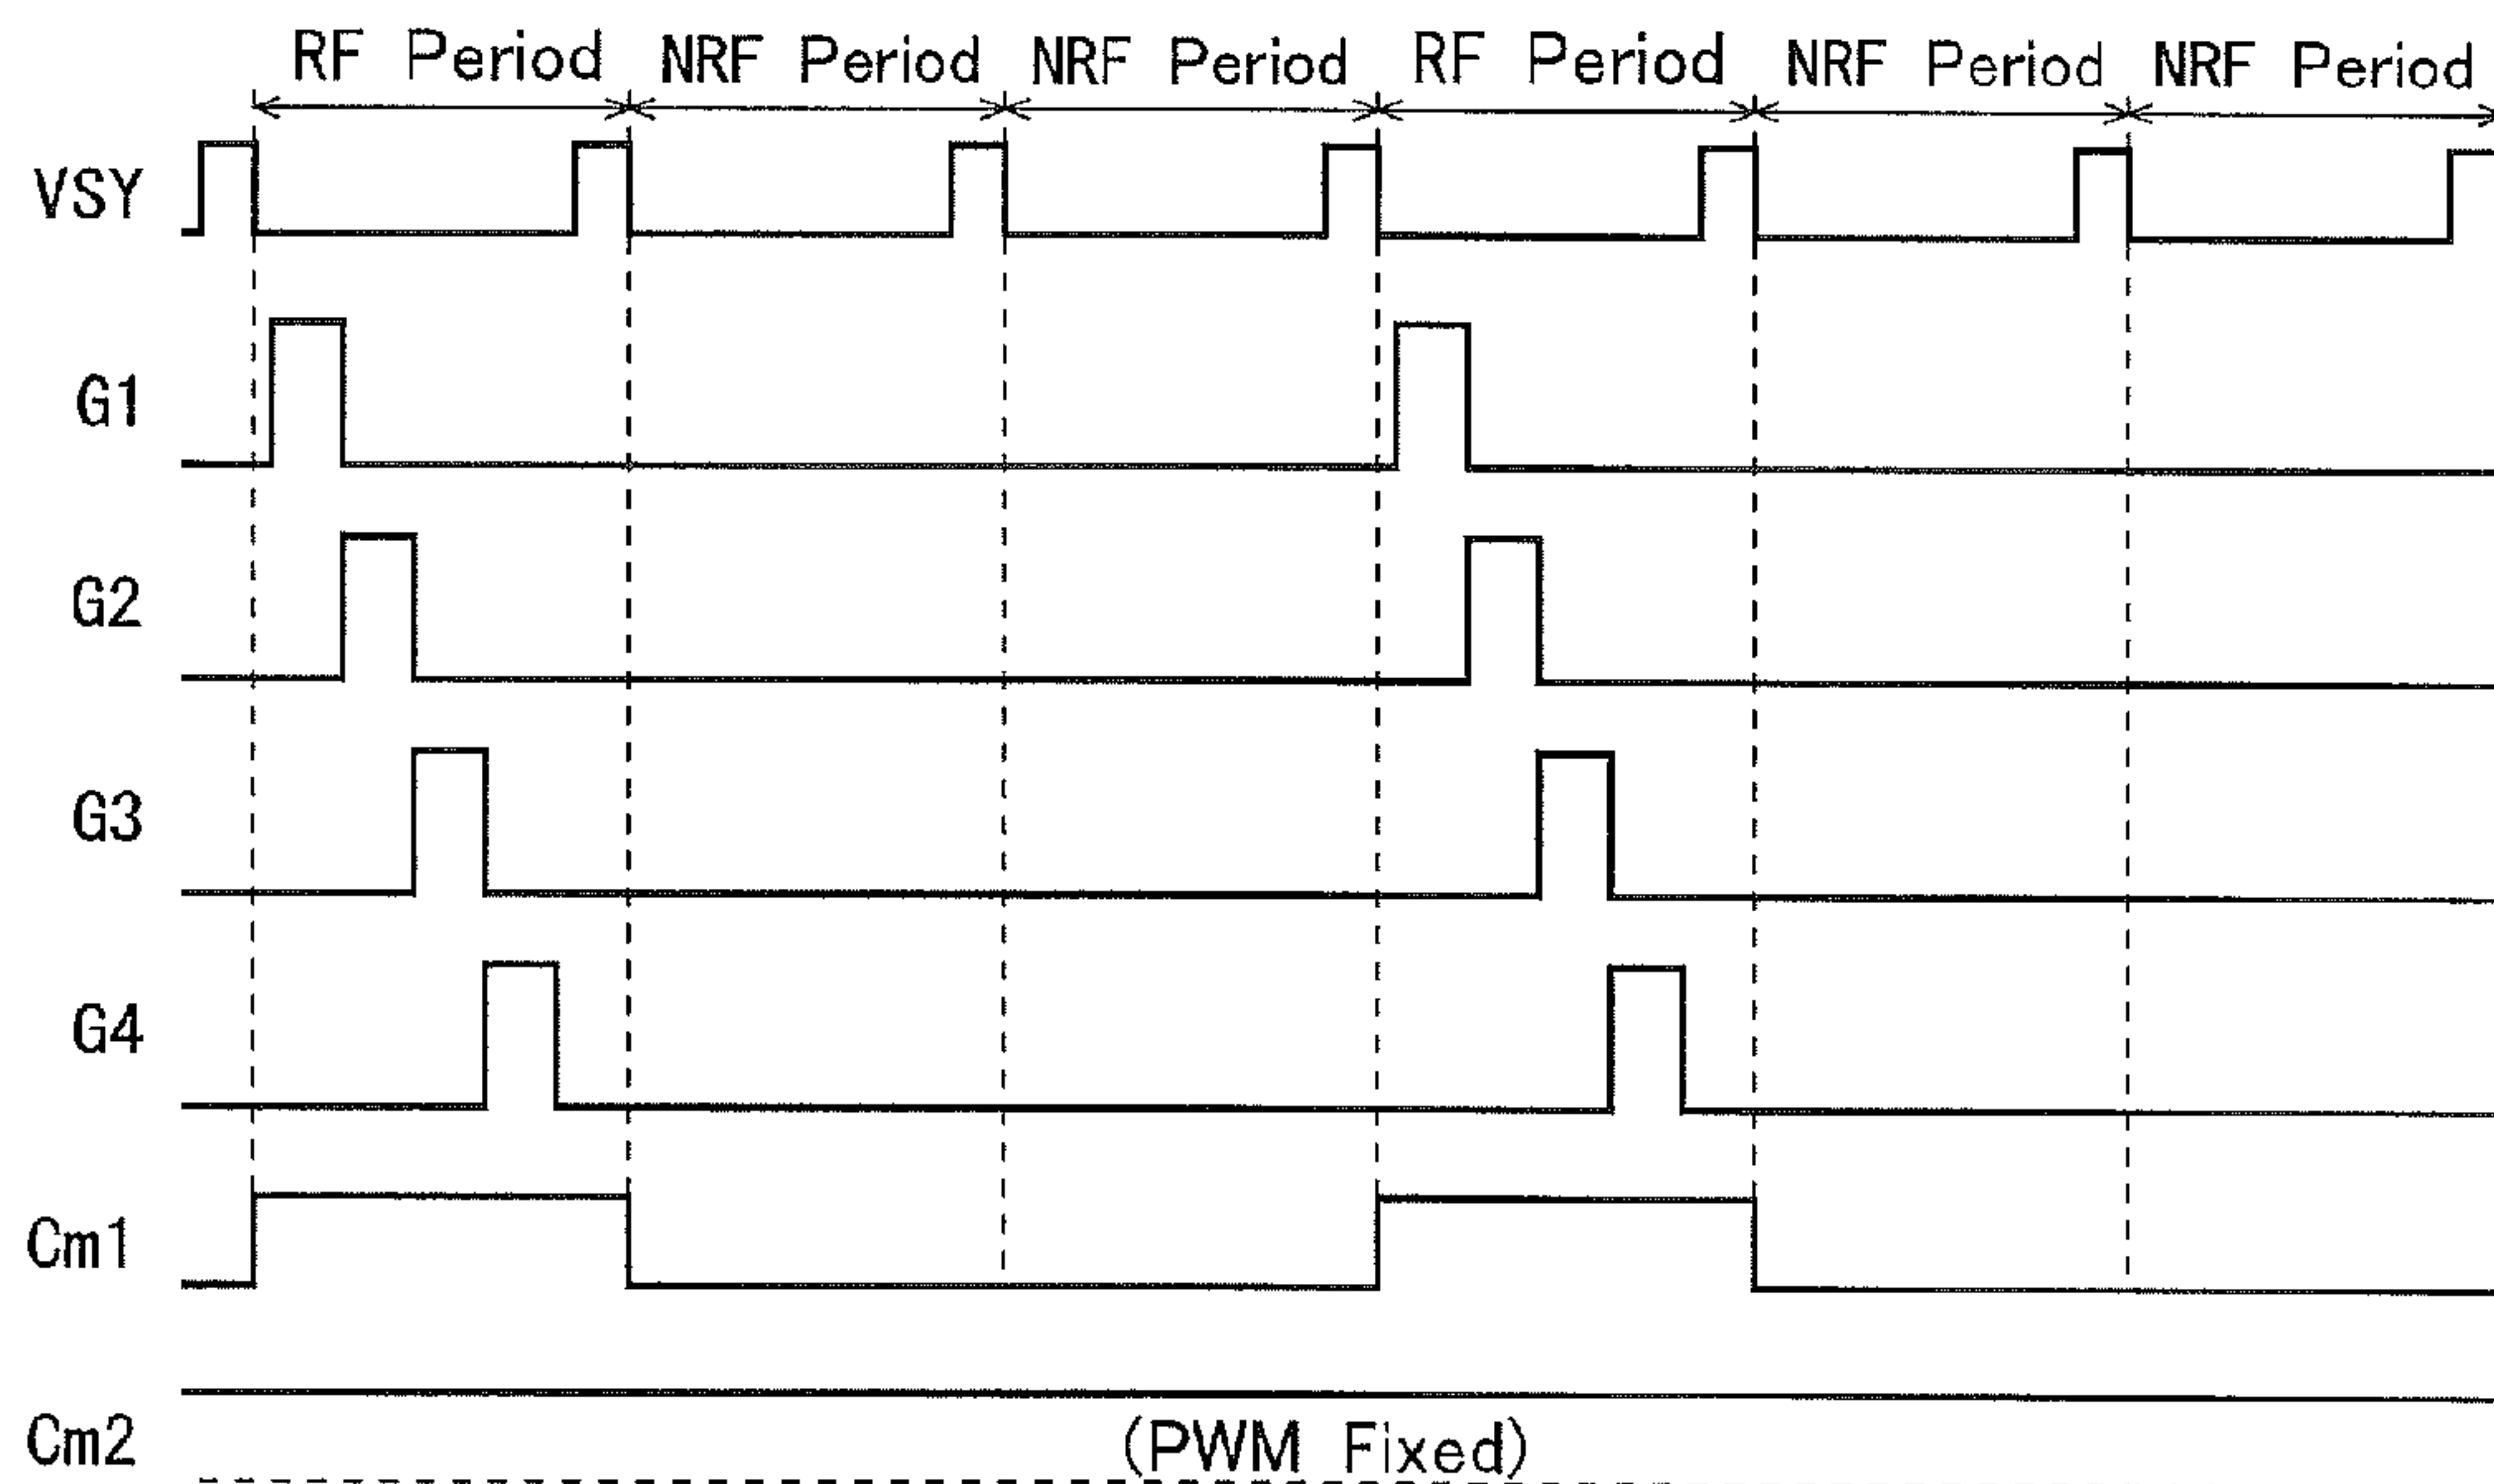 RF Period NRF Period NRF Period RF Period NRF Period NRF Period
VSY
G1
G2
G3
G4
Cm1
Cm2
(PWM Fixed)